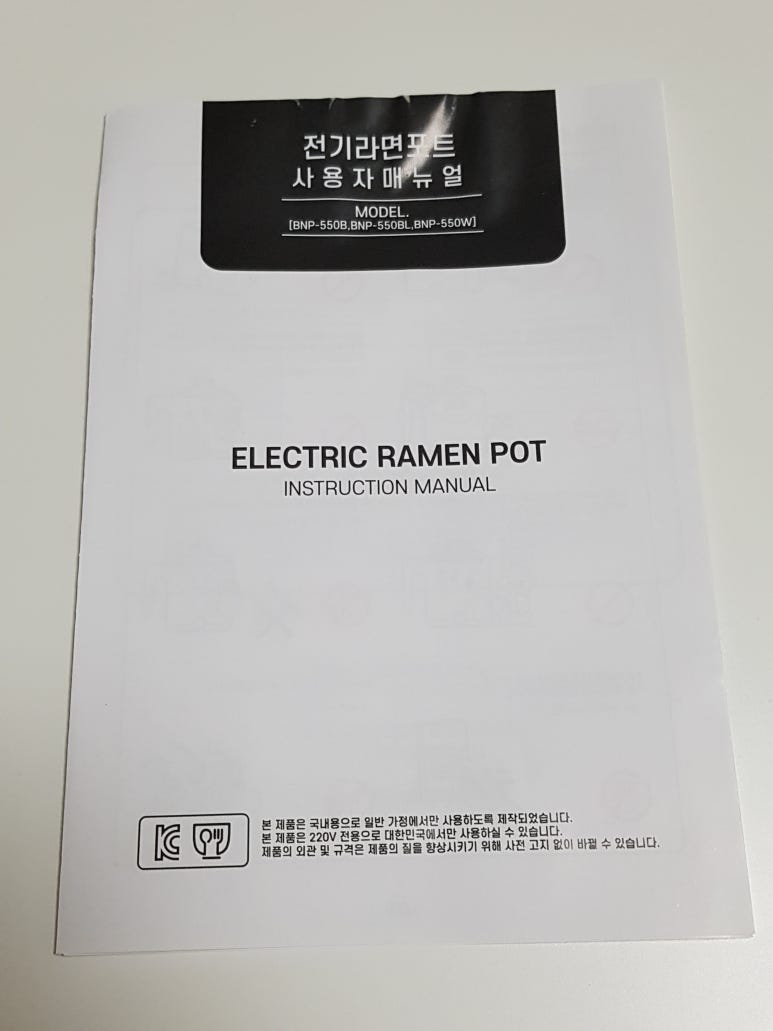 전기라면포트
사용자매뉴얼
MODEL.
[BNP-550B,BNP-550BL,BNP-550W]
ELECTRIC RAMEN POT
INSTRUCTION MANUAL
본 제품은 국내용으로 일반 가정에서만 사용하도록 제작되었습니다.
본 제품은 220V 전용으로 대한민국에서만 사용하실 수 있습니다.
제품의 외관 및 규격은 제품의 질을 향상시키기 위해 사전 고지 없이 바뀔 수 있습니다.